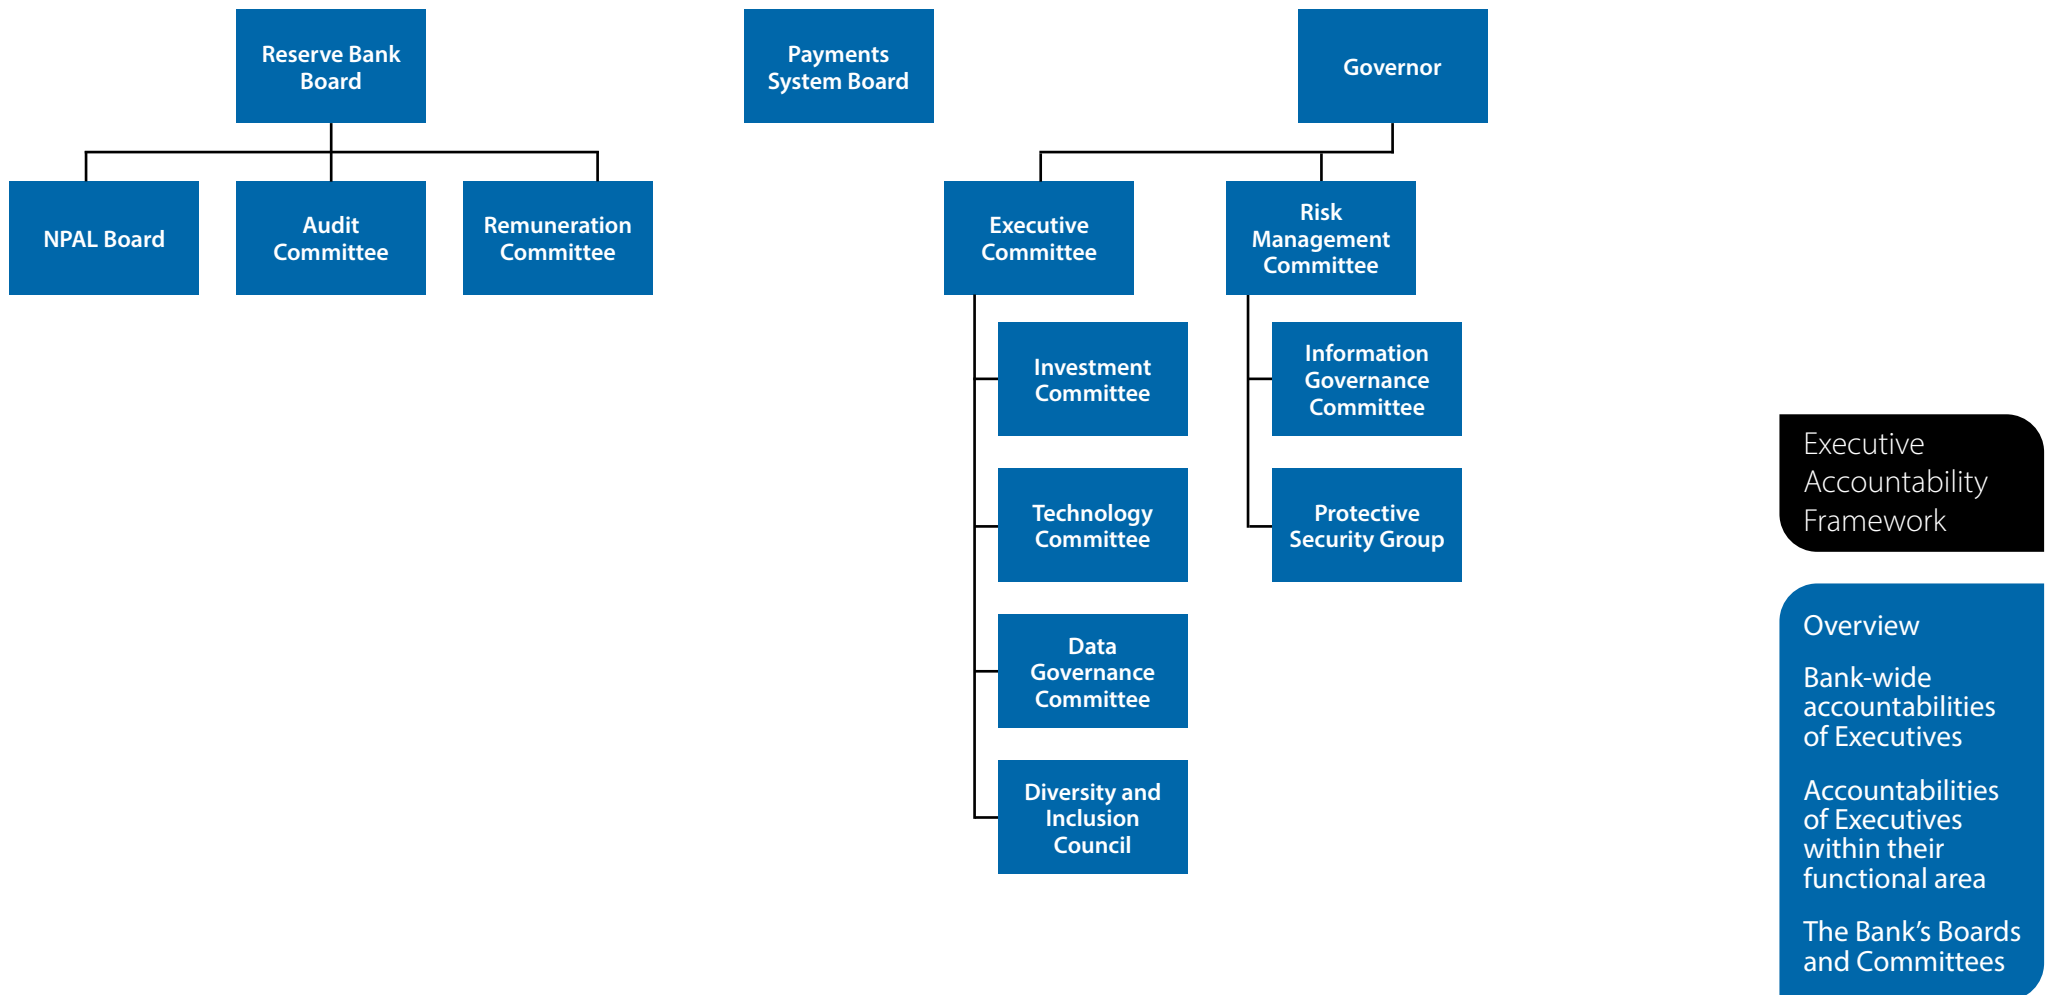 Reserve Bank
Board
Payments
System Board
Governor
NPAL Board
Audit
Committee
Remuneration
Committee
Executive
Committee
Risk
Management
Committee
Investment
Committee
Information
Governance
Committee
Technology
Committee
Protective
Security Group
Data
Governance
Committee
Diversity and
Inclusion
Council
Executive
Accountability
Framework
Overview
Bank-wide
accountabilities
of Executives
Accountabilities
of Executives
within their
functional area
The Bank’s Boards
and Committees